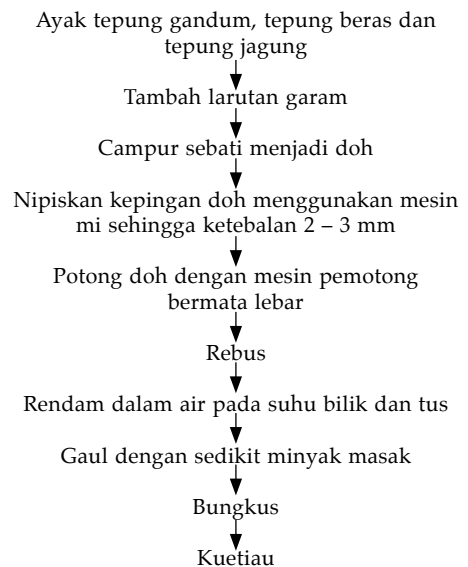 Ayak tepung gandum, tepung beras dan
tepung jagung
Tambah larutan garam
Campur sebati menjadi doh
Nipiskan kepingan doh menggunakan mesin
mi sehingga ketebalan 2 – 3 mm
Potong doh dengan mesin pemotong
bermata lebar
Rebus
Rendam dalam air pada suhu bilik dan tus
Gaul dengan sedikit minyak masak
Bungkus
Kuetiau